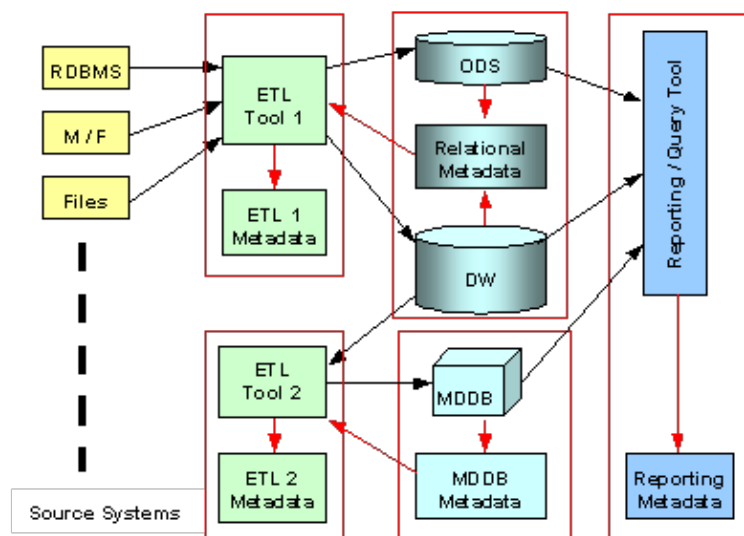 RDBMS
M / F
Files
Source Systems
ETL
Tool 1
ETL 1
Metadata
ODS
Relational
Metadata
DW
Reporting / Query Tool
ETL
Tool 2
ETL 2
Metadata
MDDB
MDDB
Metadata
Reporting
Metadata